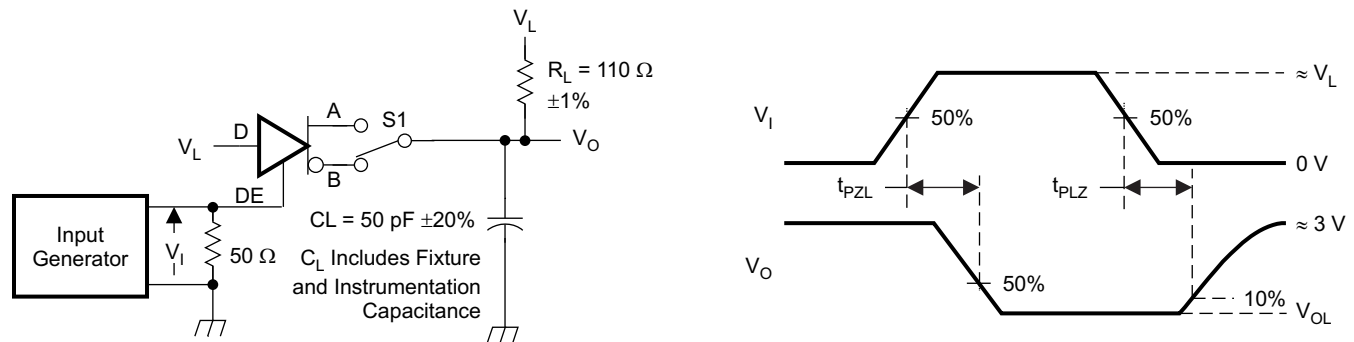 V_L
R_L = 110 Ω
±1%
A
S1
D
V_L
V_O
B
DE
CL = 50 pF ±20%
Input
Generator
V_I
50 Ω
C_L Includes Fixture
and Instrumentation
Capacitance
≈ V_L
V_I
50%
50%
0 V
t_PZL
t_PLZ
≈ 3 V
V_O
50%
10%
V_OL